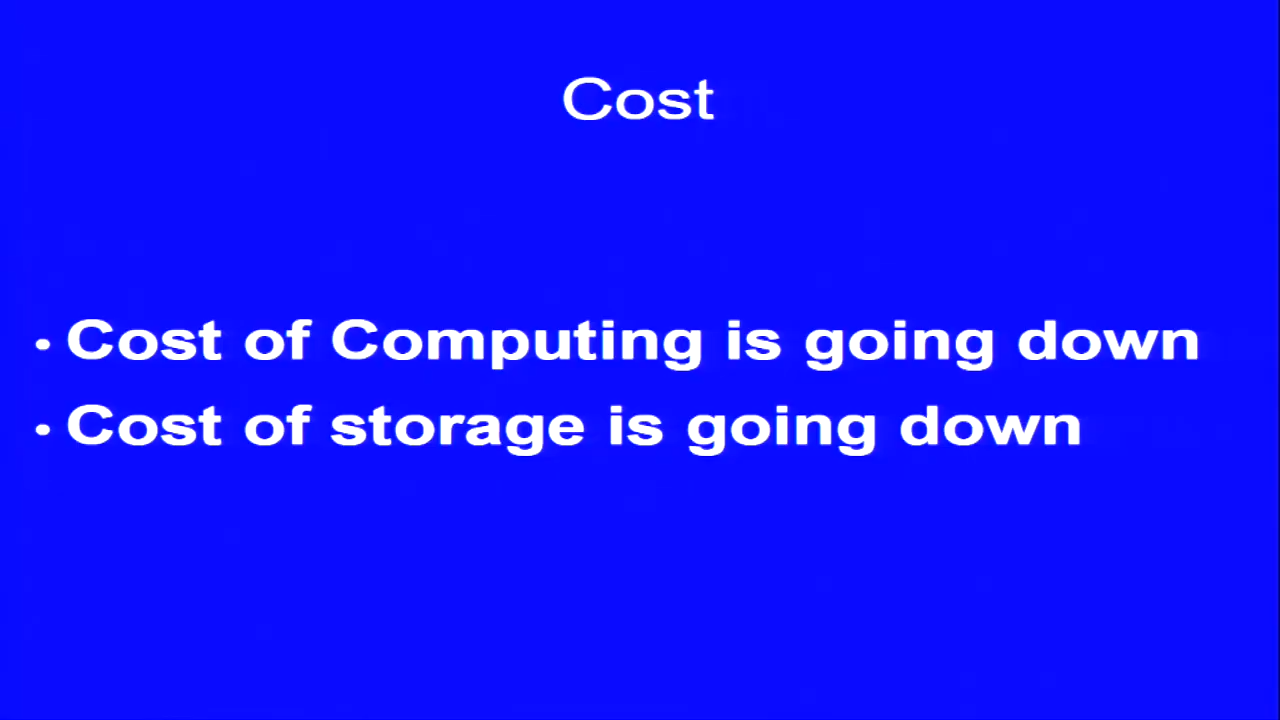 Cost
• Cost of Computing is going down
• Cost of storage is going down